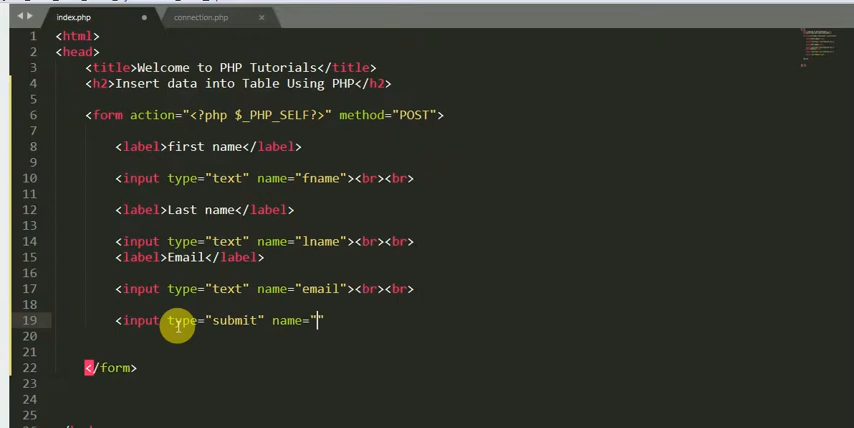 index.php connection.php
1 <html>
2 <head>
3 <title>Welcome to PHP Tutorials</title>
4 <h2>Insert data into Table Using PHP</h2>
5
6 <form action="<?php $_PHP_SELF?>" method="POST">
7
8 <label>first name</label>
9
10 <input type="text" name="fname"><br><br>
11
12 <label>Last name</label>
13
14 <input type="text" name="lname"><br><br>
15 <label>Email</label>
16
17 <input type="text" name="email"><br><br>
18
19 <input type="submit" name=""
20
21
22 </form>
23
24
25